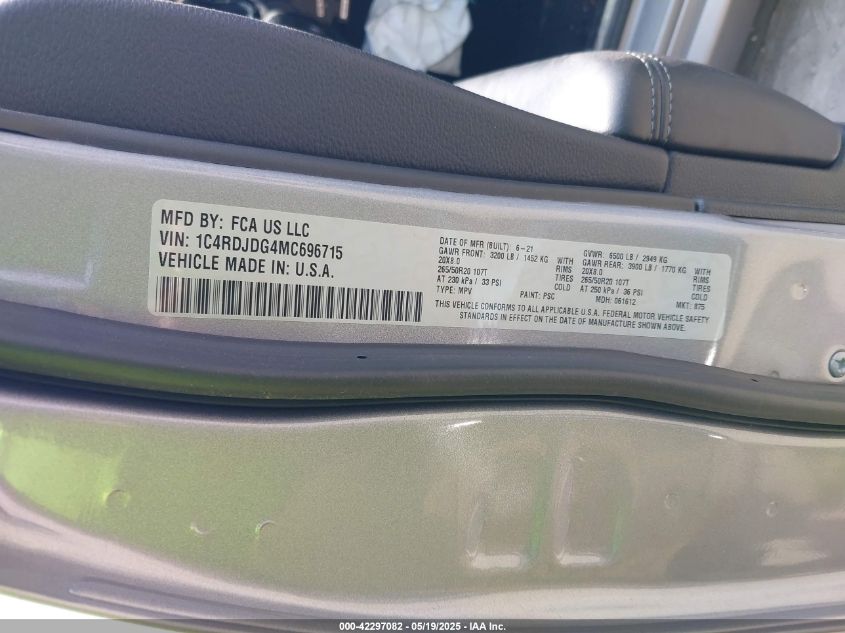 MFD BY: FCA US LLC
VIN: 1C4RDJDG4MC696715
VEHICLE MADE IN: U.S.A.
DATE OF MFR (BUILT): 6-21
GAWR FRONT: 3200 LB / 1452 KG WITH
20X8.0 RIMS
265/50R20 107T TIRES
AT 230 kPa / 33 PSI COLD
TYPE: MPV PAINT: PSC
GVWR: 6500 LB / 2949 KG
GAWR REAR: 3900 LB / 1770 KG WITH
20X8.0 RIMS
265/50R20 107T TIRES
AT 250 kPa / 36 PSI COLD
MDH: 061612 MKT: 875
THIS VEHICLE CONFORMS TO ALL APPLICABLE U.S.A. FEDERAL MOTOR VEHICLE SAFETY
STANDARDS IN EFFECT ON THE DATE OF MANUFACTURE SHOWN ABOVE.
000-42297082 - 05/19/2025 - IAA Inc.